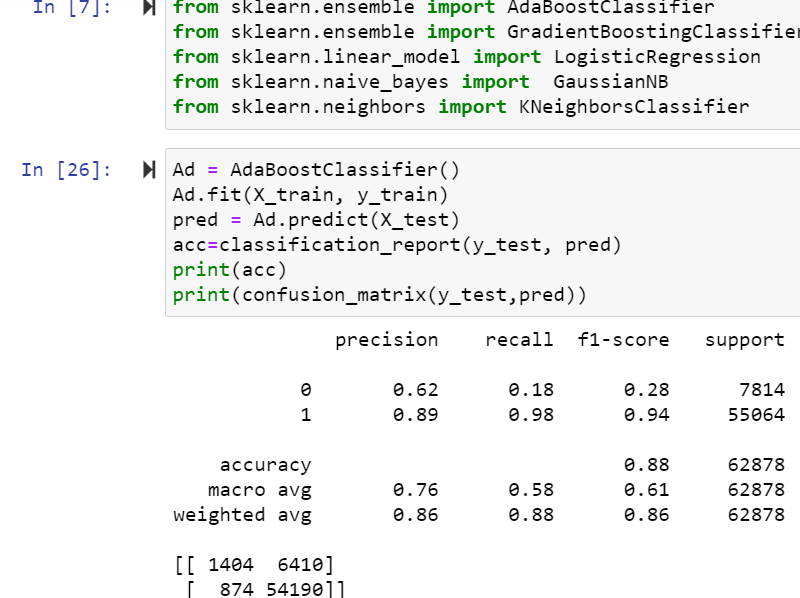 In [7]: from sklearn.ensemble import AdaBoostClassifier
from sklearn.ensemble import GradientBoostingClassifier
from sklearn.linear_model import LogisticRegression
from sklearn.naive_bayes import  GaussianNB
from sklearn.neighbors import KNeighborsClassifier
In [26]: Ad = AdaBoostClassifier()
Ad.fit(X_train, y_train)
pred = Ad.predict(X_test)
acc=classification_report(y_test, pred)
print(acc)
print(confusion_matrix(y_test,pred))
precision recall f1-score support
0 0.62 0.18 0.28 7814
1 0.89 0.98 0.94 55064
accuracy 0.88 62878
macro avg 0.76 0.58 0.61 62878
weighted avg 0.86 0.88 0.86 62878
[[ 1404  6410]
[  874 54190]]